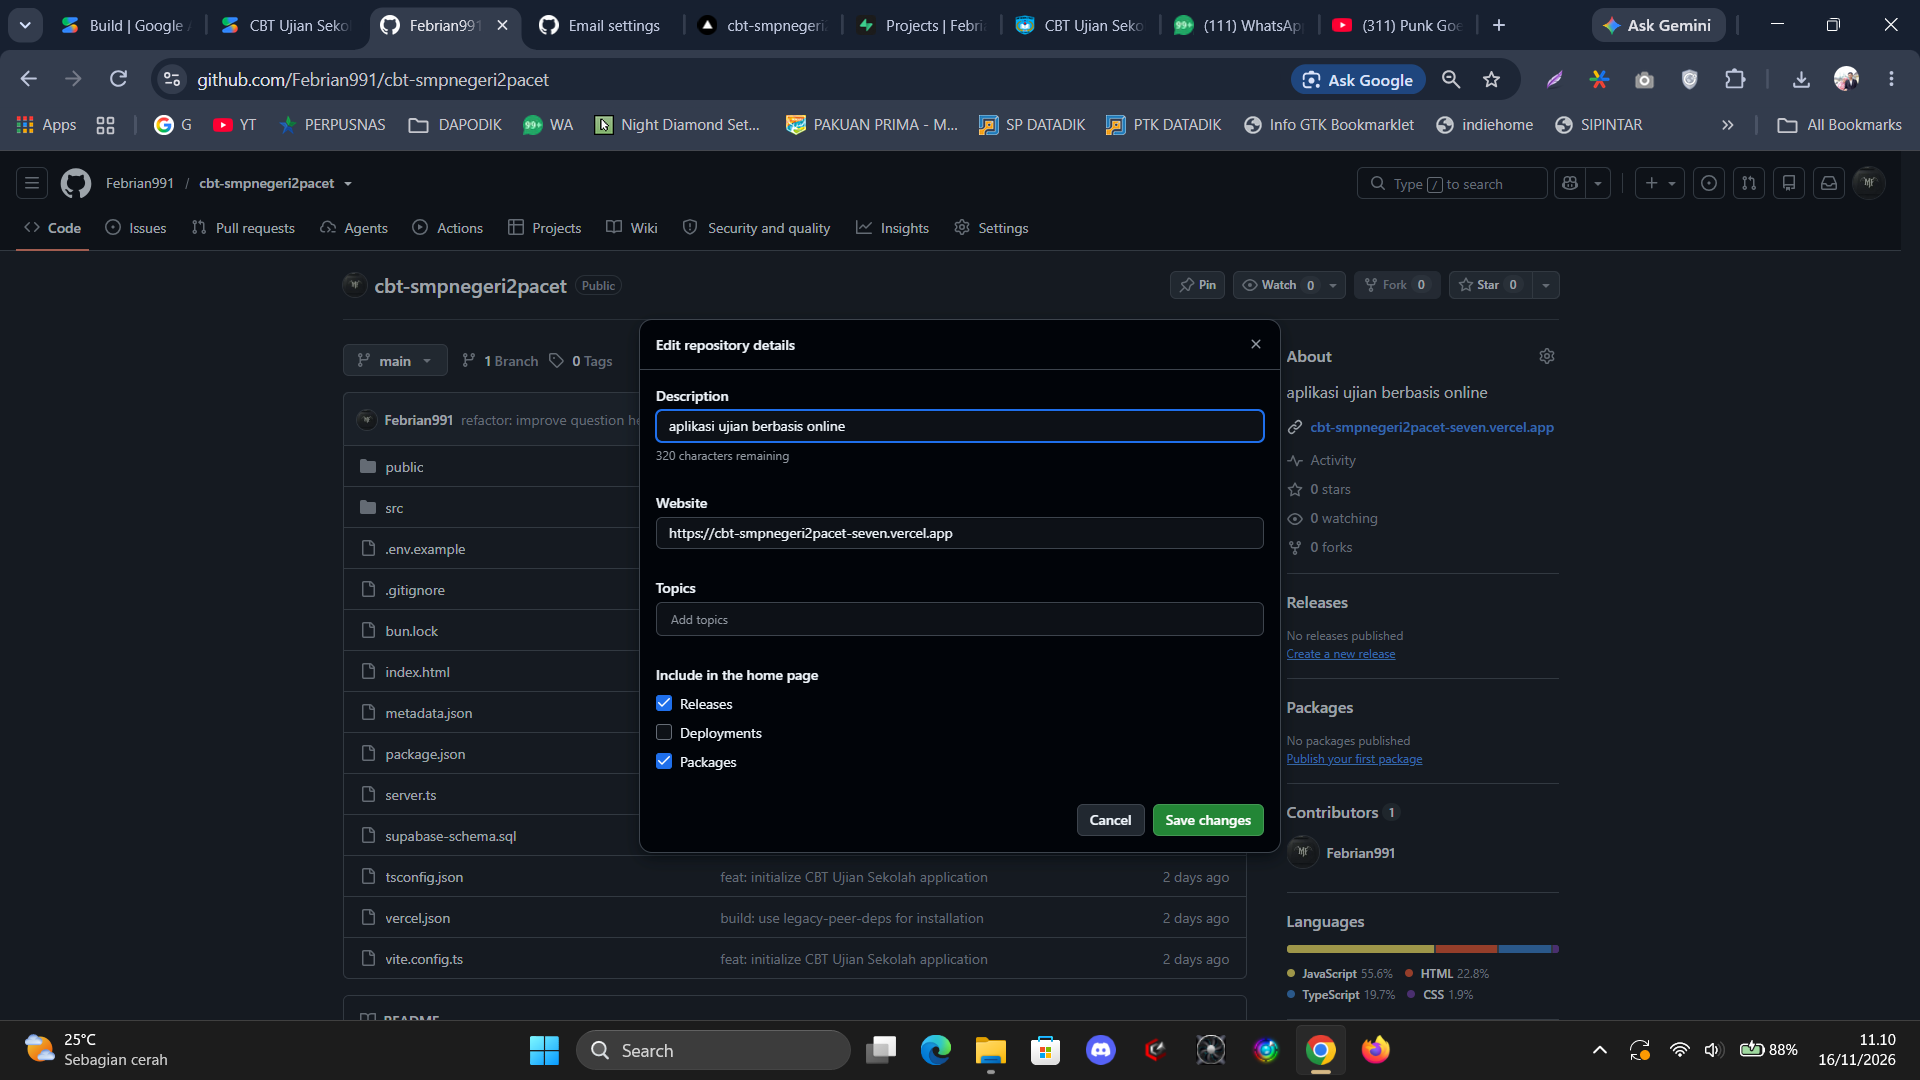 Build | Google
CBT Ujian Seko
Febrian991
Email settings
cbt-smpnegeri
Projects | Febri
CBT Ujian Seko
(111) WhatsAp
(311) Punk Goe
Ask Gemini
github.com/Febrian991/cbt-smpnegeri2pacet
Ask Google
Apps
G
YT
PERPUSNAS
DAPODIK
99+
WA
Night Diamond Set...
PAKUAN PRIMA - M...
SP DATADIK
PTK DATADIK
Info GTK Bookmarklet
indiehome
SIPINTAR
»
All Bookmarks
Febrian991 / cbt-smpnegeri2pacet
Type / to search
Code
Issues
Pull requests
Agents
Actions
Projects
Wiki
Security and quality
Insights
Settings
cbt-smpnegeri2pacet Public
Pin
Watch 0
Fork 0
Star 0
main
1 Branch
0 Tags
Febrian991 refactor: improve question he
public
src
.env.example
.gitignore
bun.lock
index.html
metadata.json
package.json
server.ts
supabase-schema.sql
tsconfig.json feat: initialize CBT Ujian Sekolah application 2 days ago
vercel.json build: use legacy-peer-deps for installation 2 days ago
vite.config.ts feat: initialize CBT Ujian Sekolah application 2 days ago
README
Edit repository details
Description
aplikasi ujian berbasis online
320 characters remaining
Website
https://cbt-smpnegeri2pacet-seven.vercel.app
Topics
Add topics
Include in the home page
Releases
Deployments
Packages
Cancel
Save changes
About
aplikasi ujian berbasis online
cbt-smpnegeri2pacet-seven.vercel.app
Activity
0 stars
0 watching
0 forks
Releases
No releases published
Create a new release
Packages
No packages published
Publish your first package
Contributors 1
Febrian991
Languages
JavaScript 55.6%
HTML 22.8%
TypeScript 19.7%
CSS 1.9%
25°C
Sebagian cerah
Search
88%
11.10
16/11/2026